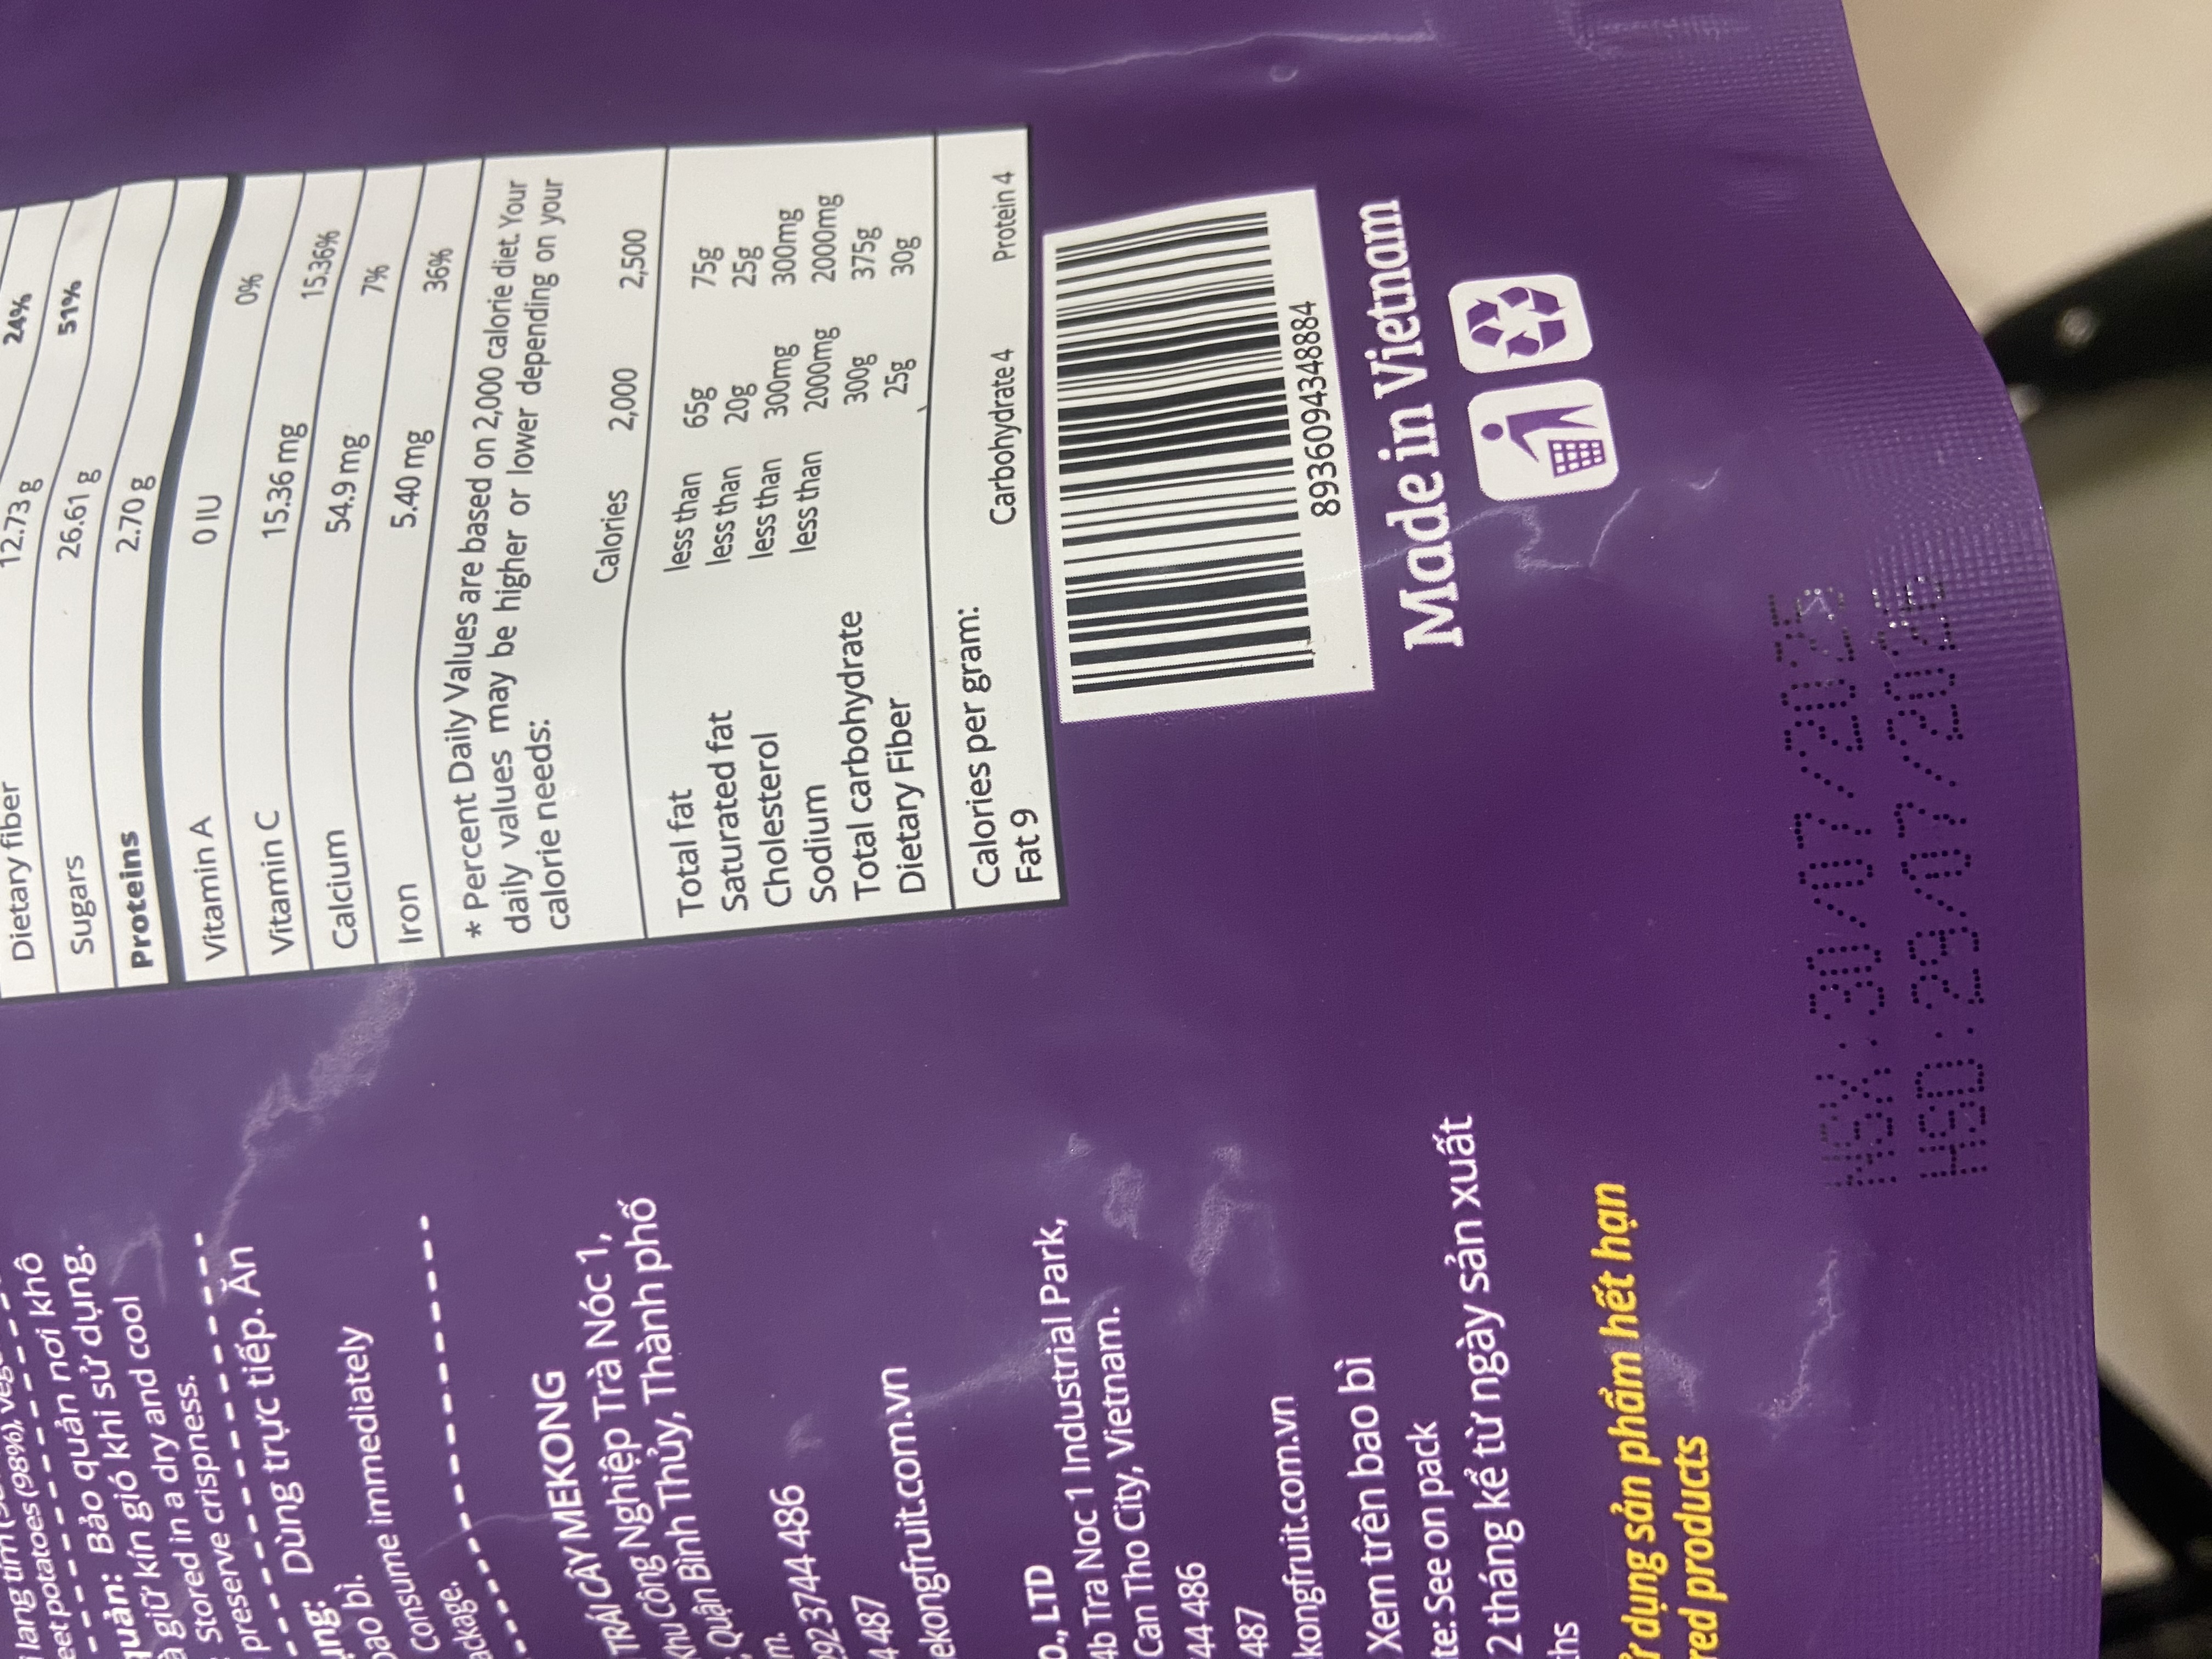 lang tím
potatoes (98%),
quản: Bảo quản nơi khô
à giữ kín gió khi sử dụng.
: Stored in a dry and cool
preserve crispness.
ụng: Dùng trực tiếp. Ăn
bao bì.
Consume immediately
ackage.
TRÁI CÂY MEKONG
Khu Công Nghiệp Trà Nóc 1,
, Quận Bình Thủy, Thành phố
m.
292 3744 486
4 487
ekongfruit.com.vn
O., LTD
4b Tra Noc 1 Industrial Park,
Can Tho City, Vietnam.
44 486
487
kongfruit.com.vn
Xem trên bao bì
te: See on pack
2 tháng kể từ ngày sản xuất
ths
dụng sản phẩm hết hạn
red products
Dietary fiber 12.73 g 24%
Sugars 26.61 g 51%
Proteins 2.70 g
Vitamin A 0 IU 0%
Vitamin C 15.36 mg 15.36%
Calcium 54.9 mg 7%
Iron 5.40 mg 36%
* Percent Daily Values are based on 2,000 calorie diet. Your
daily values may be higher or lower depending on your
calorie needs:
Calories 2,000 2,500
Total fat less than 65g 75g
Saturated fat less than 20g 25g
Cholesterol less than 300mg 300mg
Sodium less than 2000mg 2000mg
Total carbohydrate 300g 375g
Dietary Fiber 25g 30g
Calories per gram:
Fat 9 Carbohydrate 4 Protein 4
8936094348884
Made in Vietnam
NSX:30/07/2025
HSD:29/07/2026